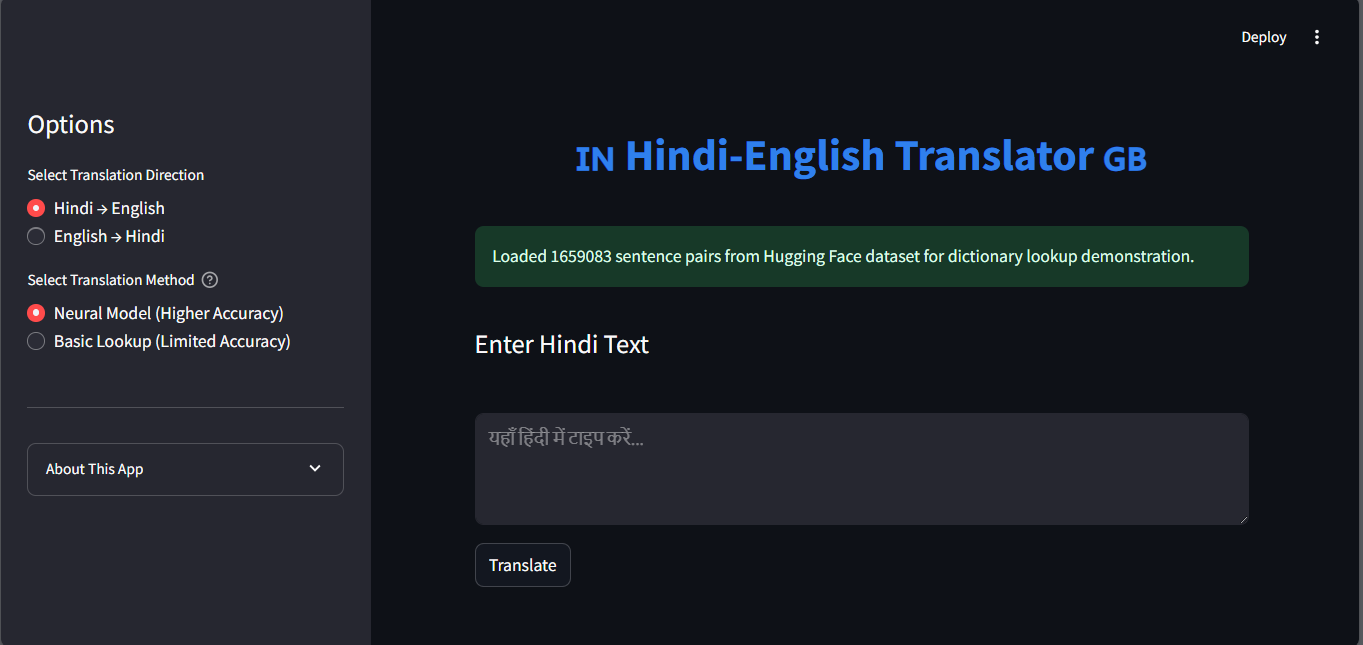 Deploy
Options
Select Translation Direction
Hindi → English
English → Hindi
Select Translation Method
Neural Model (Higher Accuracy)
Basic Lookup (Limited Accuracy)
About This App
IN Hindi-English Translator GB
Loaded 1659083 sentence pairs from Hugging Face dataset for dictionary lookup demonstration.
Enter Hindi Text
यहाँ हिंदी में टाइप करें...
Translate